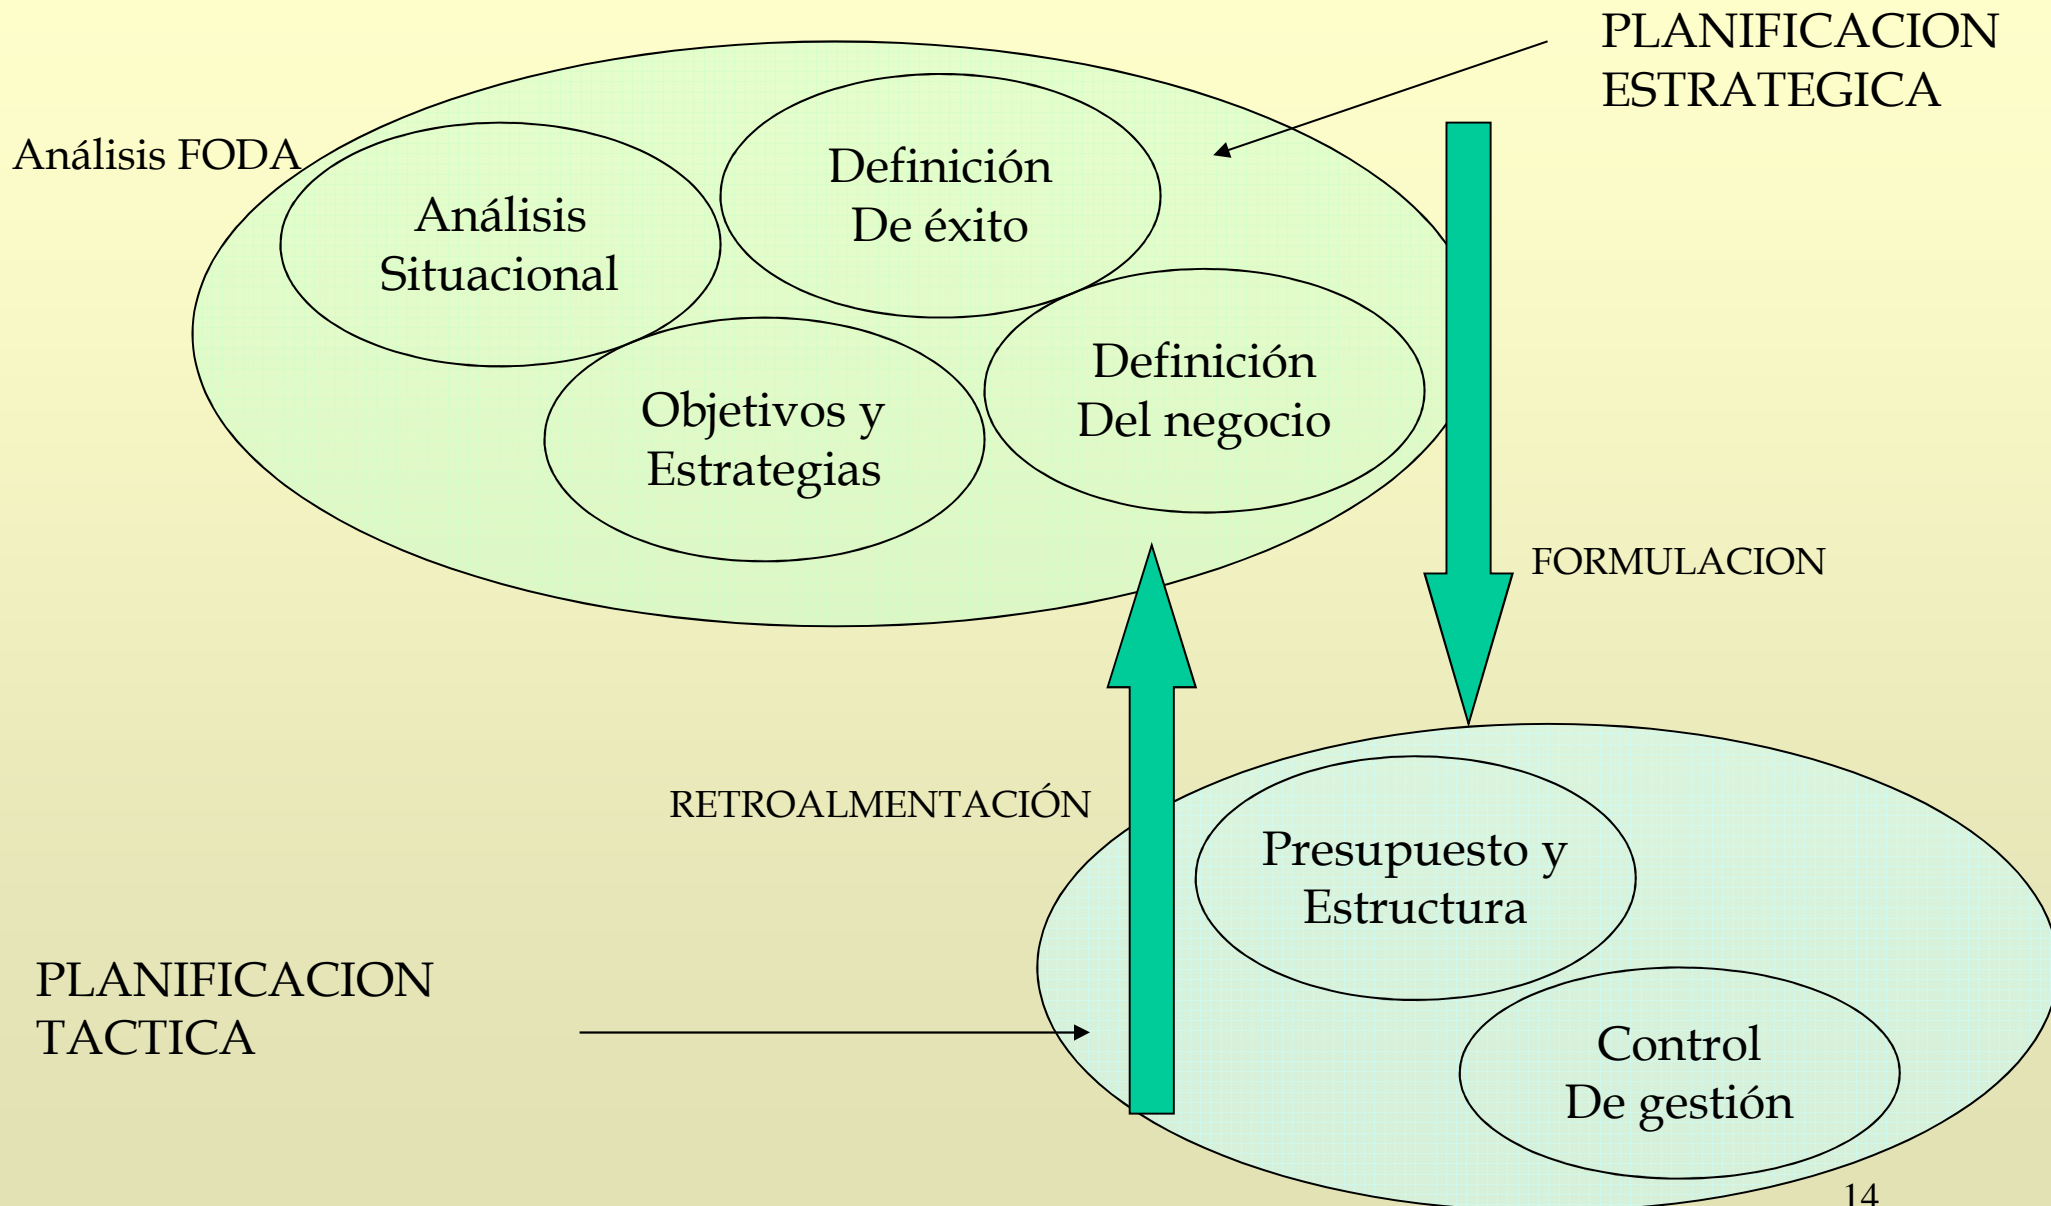 PLANIFICACION
ESTRATEGICA
Análisis FODA
Definición
De éxito
Análisis
Situacional
Definición
Del negocio
Objetivos y
Estrategias
FORMULACION
RETROALMENTACIÓN
Presupuesto y
Estructura
PLANIFICACION
TACTICA
Control
De gestión
14